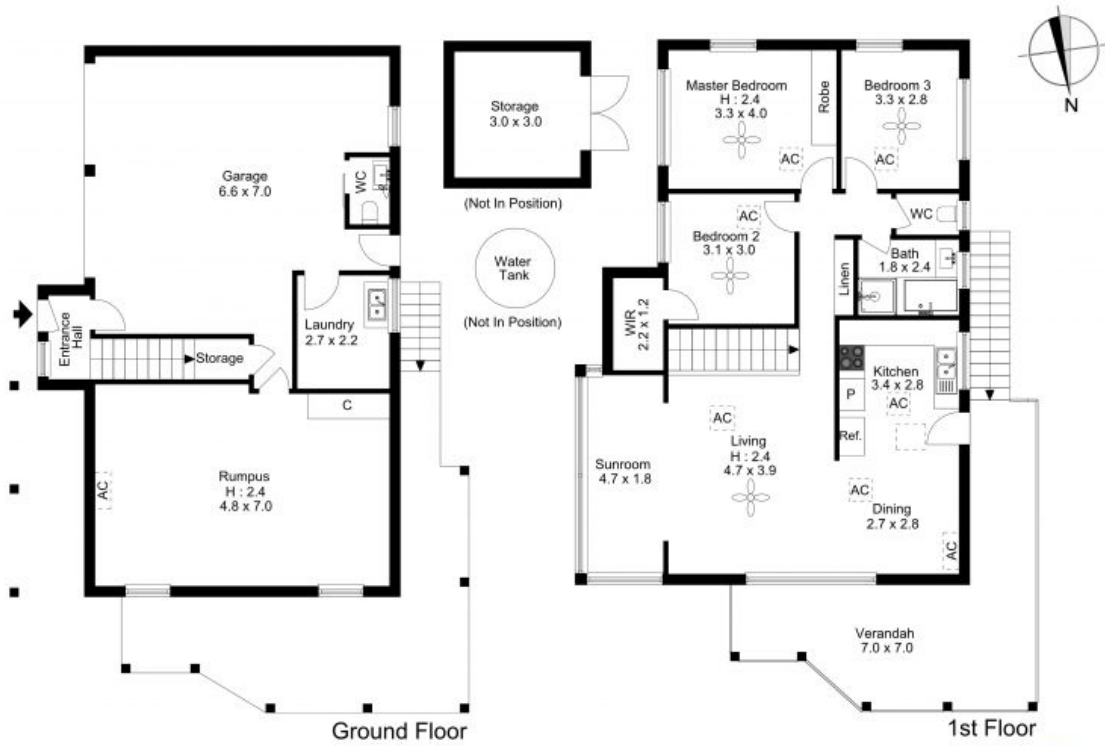 Garage
6.6 x 7.0
WC
Entrance
Hall
Storage
Laundry
2.7 x 2.2
C
Rumpus
H : 2.4
4.8 x 7.0
AC
Ground Floor
Storage
3.0 x 3.0
(Not In Position)
Water
Tank
(Not In Position)
Master Bedroom
H : 2.4
3.3 x 4.0
AC
Robe
Bedroom 3
3.3 x 2.8
AC
AC
Bedroom 2
3.1 x 3.0
WC
Bath
1.8 x 2.4
Linen
WIR
2.2 x 1.2
Kitchen
3.4 x 2.8
AC
P
Ref.
AC
Living
H : 2.4
4.7 x 3.9
Sunroom
4.7 x 1.8
AC
Dining
2.7 x 2.8
AC
Verandah
7.0 x 7.0
1st Floor
N